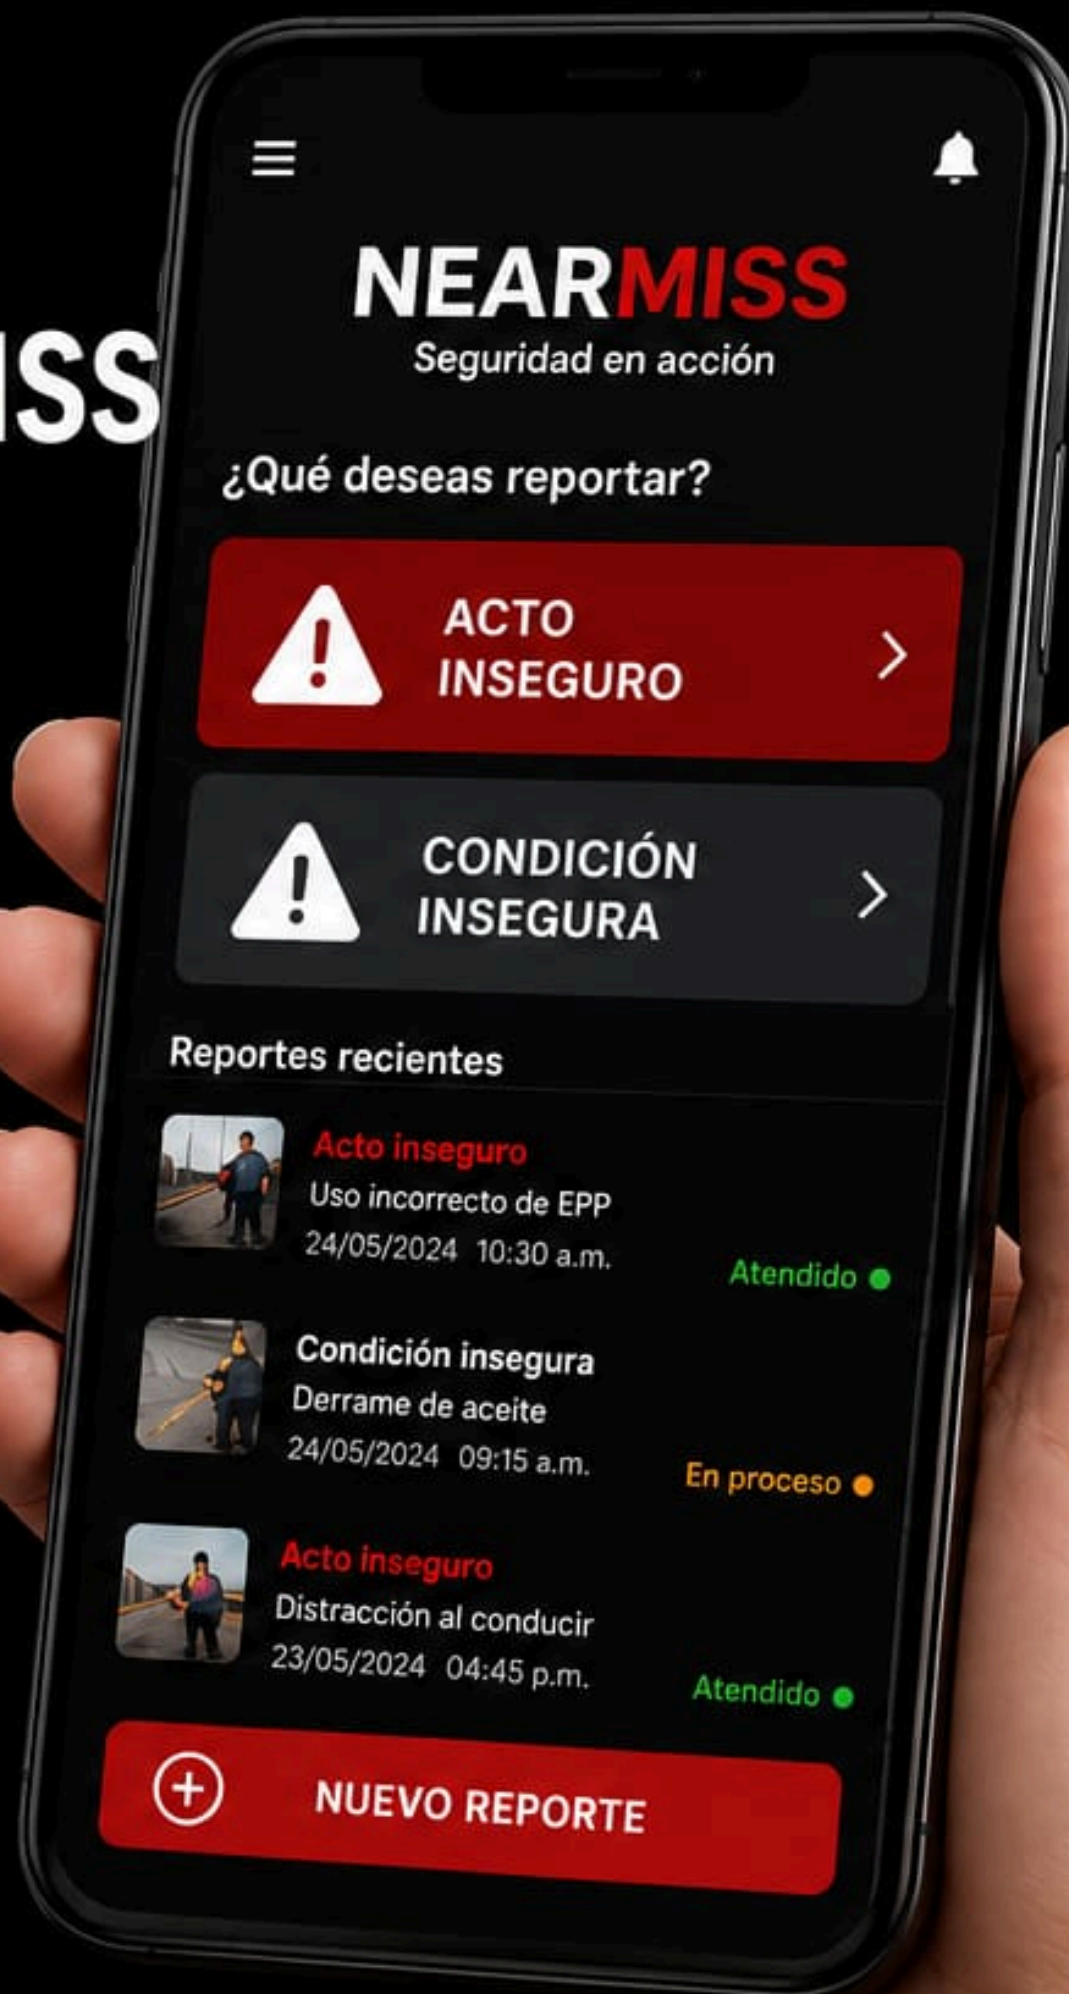 NEARMISS
Seguridad en acción
ISS
¿Qué deseas reportar?
ACTO
INSEGURO
CONDICIÓN
INSEGURA
Reportes recientes
Acto inseguro
Uso incorrecto de EPP
24/05/2024 10:30 a.m.
Atendido
Condición insegura
Derrame de aceite
24/05/2024 09:15 a.m.
En proceso
Acto inseguro
Distracción al conducir
23/05/2024 04:45 p.m.
Atendido
NUEVO REPORTE